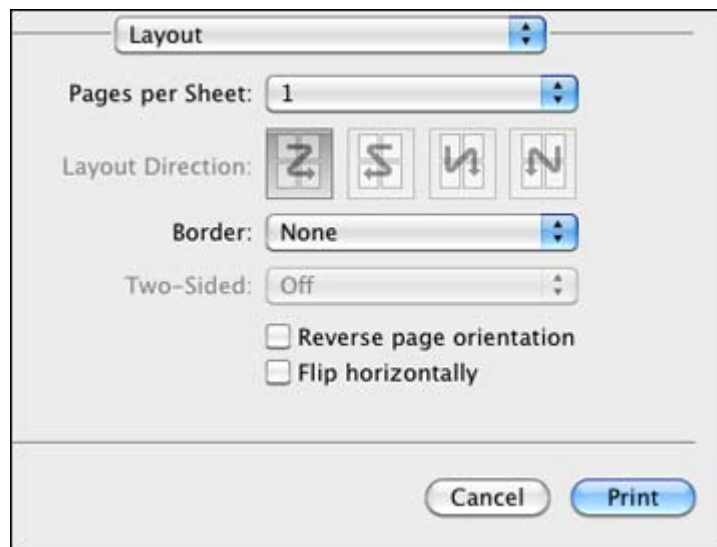 Layout
Pages per Sheet: 1
Layout Direction:
Border: None
Two-Sided: Off
Reverse page orientation
Flip horizontally
Cancel Print